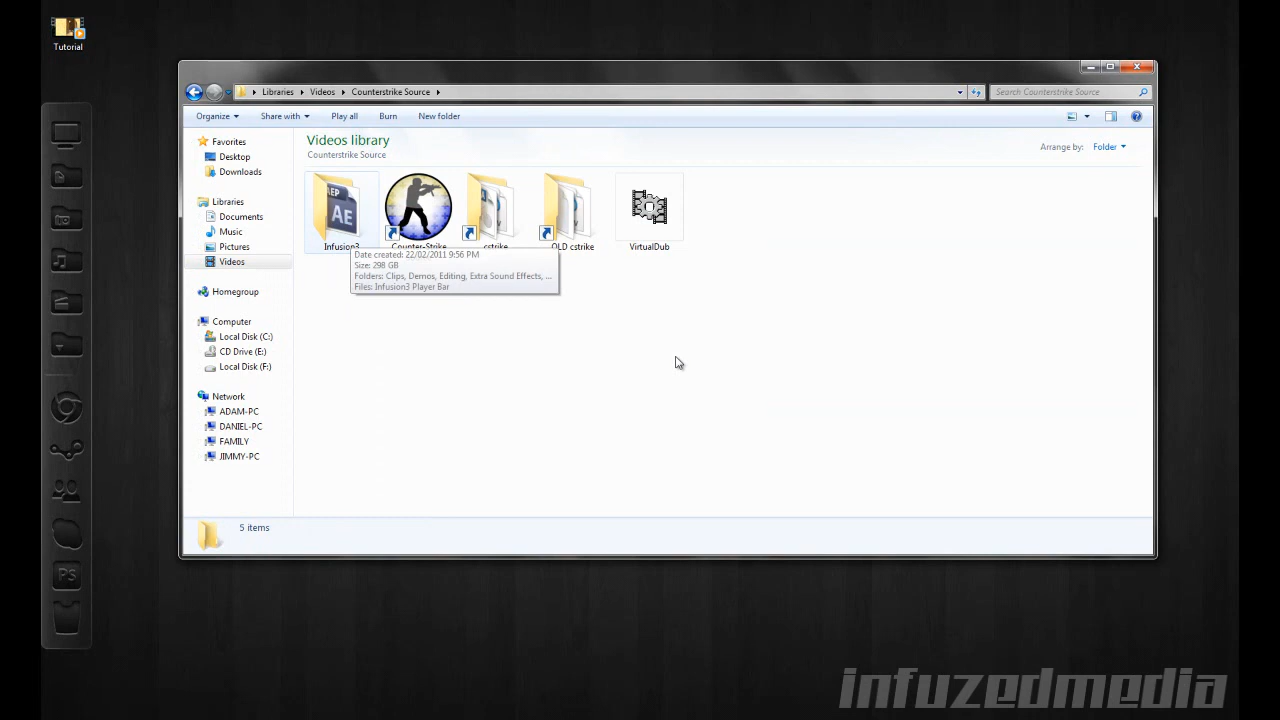 Tutorial
Libraries Videos Counterstrike Source
Search Counterstrike Source
Organize Share with Play all Burn New folder
Favorites
Desktop
Downloads
Libraries
Documents
Music
Pictures
Videos
Homegroup
Computer
Local Disk (C:)
CD Drive (E:)
Local Disk (F:)
Network
ADAM-PC
DANIEL-PC
FAMILY
JIMMY-PC
Videos library
Counterstrike Source
Arrange by: Folder
AEP
AE
Infusion3 Counter-Strike cstrike OLD cstrike VirtualDub
Date created: 22/02/2011 9:56 PM
Size: 298 GB
Folders: Clips, Demos, Editing, Extra Sound Effects, ...
Files: Infusion3 Player Bar
5 items
PS
infuzedmedia